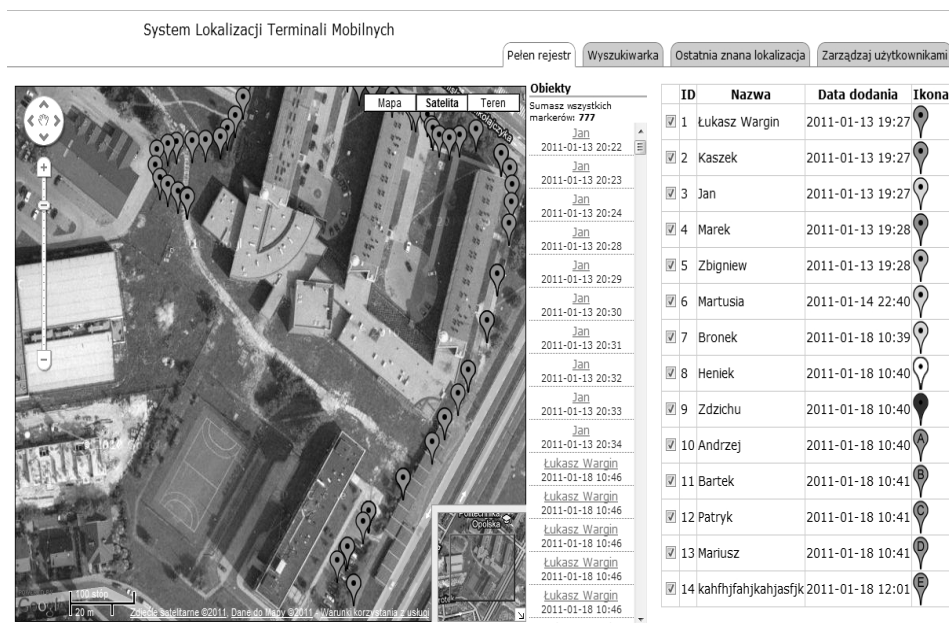 System Lokalizacji Terminali Mobilnych
Pełen rejestr
Wyszukiwarka
Ostatnia znana lokalizacja
Zarządzaj użytkownikami
Mapa
Satelita
Teren
100 stóp
20 m
Zdjęcie satelitarne ©2011, Dane do Mapy ©2011 - Warunki korzystania z usługi
Politechnika
Opolska
Obiekty
Sumasz wszystkich
markerów: 777
Jan
2011-01-13 20:22
Jan
2011-01-13 20:23
Jan
2011-01-13 20:24
Jan
2011-01-13 20:28
Jan
2011-01-13 20:29
Jan
2011-01-13 20:30
Jan
2011-01-13 20:31
Jan
2011-01-13 20:32
Jan
2011-01-13 20:33
Jan
2011-01-13 20:34
Łukasz Wargin
2011-01-18 10:46
Łukasz Wargin
2011-01-18 10:46
Łukasz Wargin
2011-01-18 10:46
Łukasz Wargin
2011-01-18 10:46
Łukasz Wargin
2011-01-18 10:46
ID Nazwa Data dodania Ikona
1 Łukasz Wargin 2011-01-13 19:27
2 Kaszek 2011-01-13 19:27
3 Jan 2011-01-13 19:27
4 Marek 2011-01-13 19:28
5 Zbigniew 2011-01-13 19:28
6 Martusia 2011-01-14 22:40
7 Bronek 2011-01-18 10:39
8 Heniek 2011-01-18 10:40
9 Zdzichu 2011-01-18 10:40
10 Andrzej 2011-01-18 10:40 A
11 Bartek 2011-01-18 10:41 B
12 Patryk 2011-01-18 10:41 C
13 Mariusz 2011-01-18 10:41 D
14 kahfhjfahjkahjasfjk 2011-01-18 12:01 E